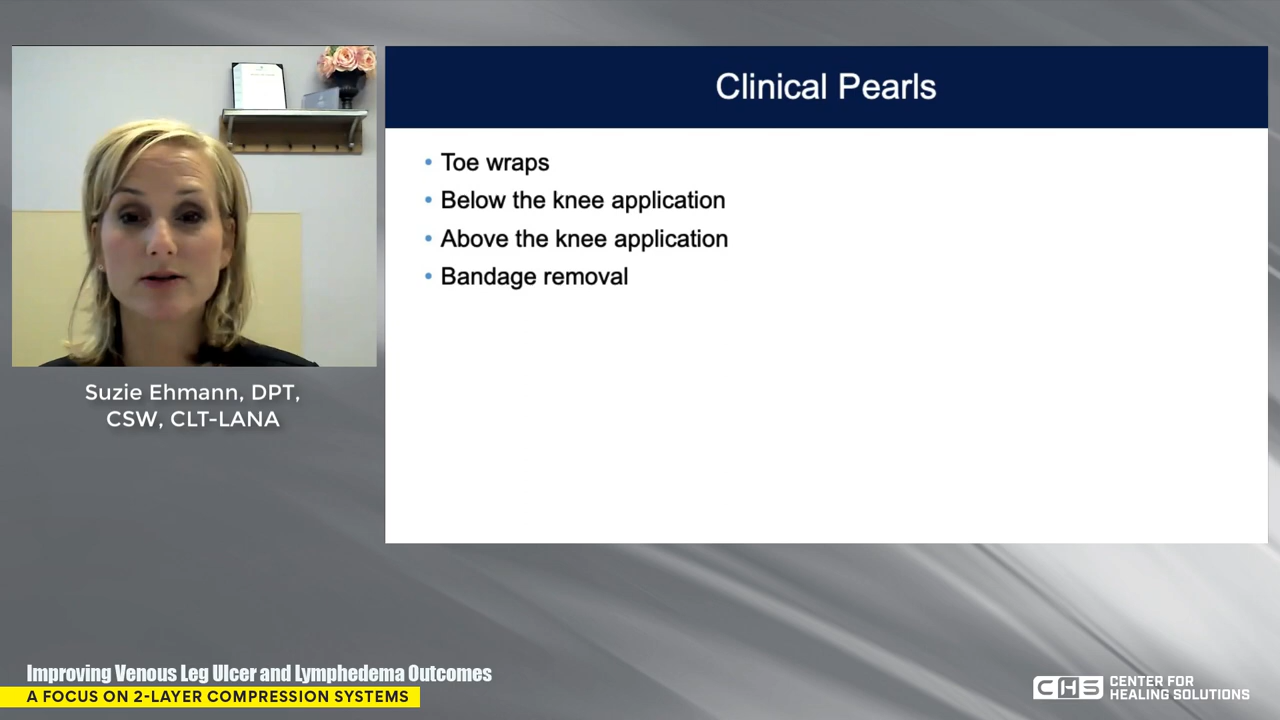 Clinical Pearls
• Toe wraps
• Below the knee application
• Above the knee application
• Bandage removal
Suzie Ehmann, DPT,
CSW, CLT-LANA
Improving Venous Leg Ulcer and Lymphedema Outcomes
A FOCUS ON 2-LAYER COMPRESSION SYSTEMS
CHS
CENTER FOR
HEALING SOLUTIONS